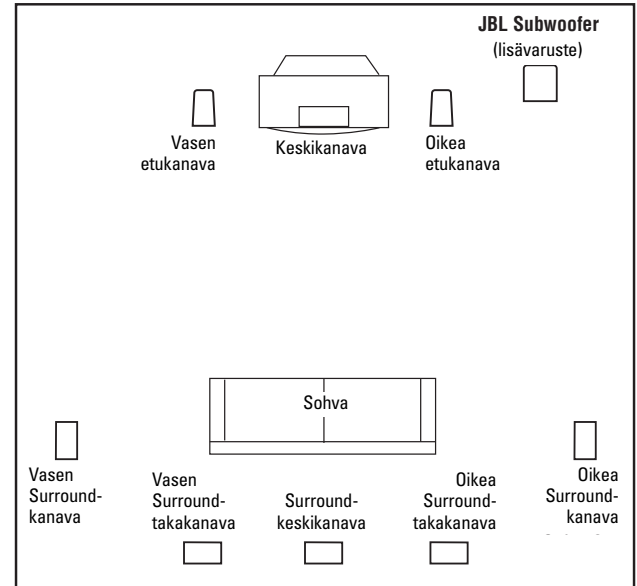 JBL Subwoofer
(lisävaruste)
Vasen
etukanava
Keskikanava
Oikea
etukanava
Sohva
Vasen
Surround-
kanava
Vasen
Surround-
takakanava
Surround-
keskikanava
Oikea
Surround-
takakanava
Oikea
Surround-
kanava